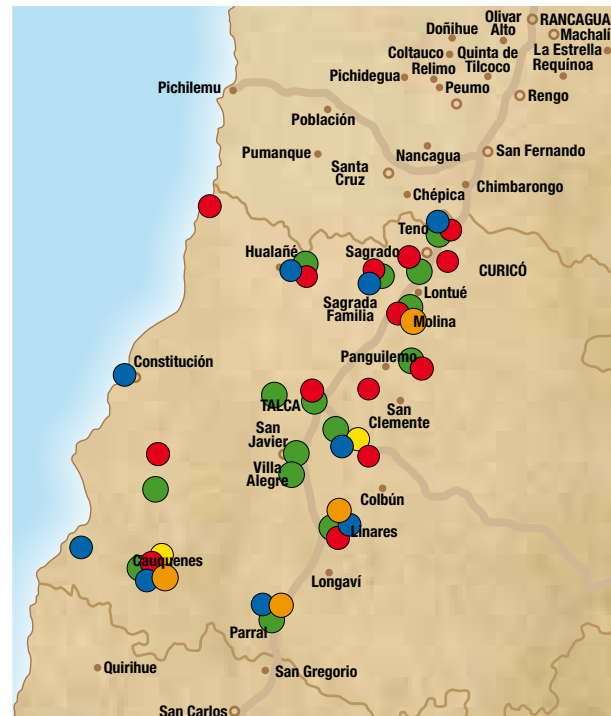 Olivar
Alto
RANCAGUA
Doñihue
Machalí
Coltauco
Quinta de
Tilcoco
La Estrella
Relimo
Requínoa
Pichidegua
Peumo
Pichilemu
Rengo
Población
Pumanque
Nancagua
San Fernando
Santa
Cruz
Chépica
Chimbarongo
Teno
Hualañé
Sagrado
CURICÓ
Sagrada
Familia
Lontué
Molina
Constitución
Panguilemo
TALCA
San
Clemente
San
Javier
Villa
Alegre
Colbún
Linares
Cauquenes
Longaví
Parral
Quirihue
San Gregorio
San Carlos